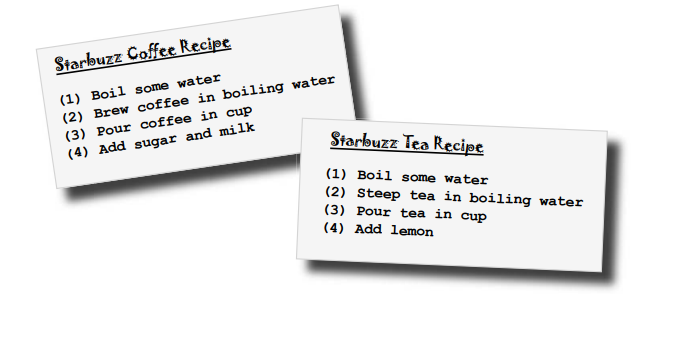 Starbuzz Coffee Recipe
(1) Boil some water
(2) Brew coffee in boiling water
(3) Pour coffee in cup
(4) Add sugar and milk
Starbuzz Tea Recipe
(1) Boil some water
(2) Steep tea in boiling water
(3) Pour tea in cup
(4) Add lemon